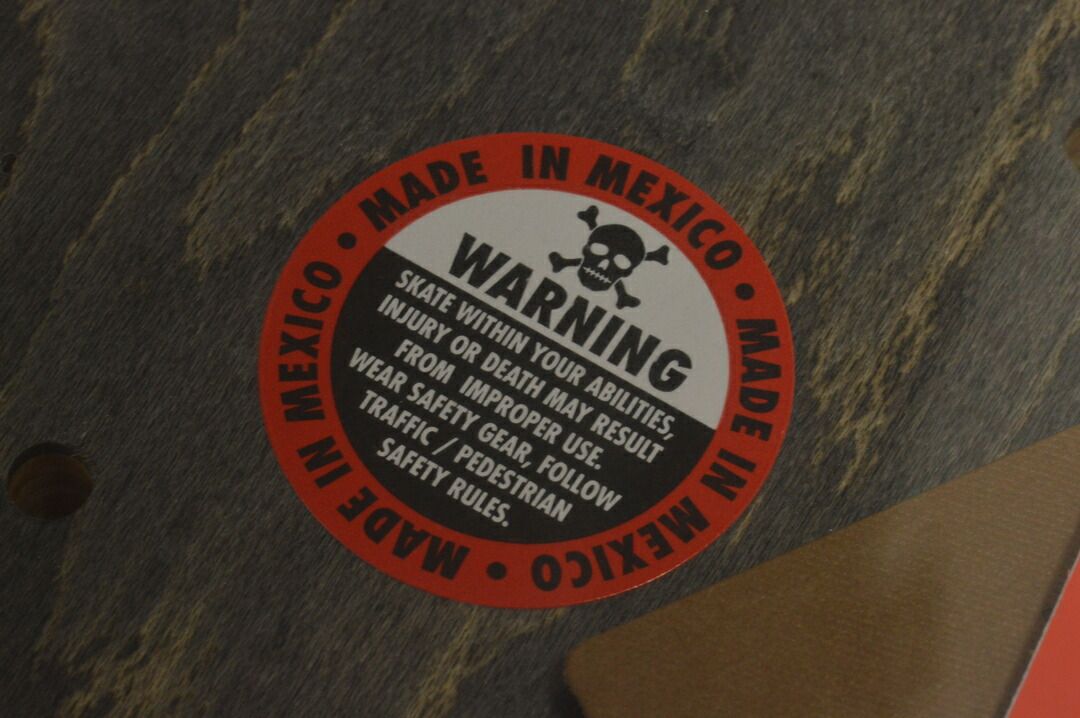 MADE IN MEXICO • MADE IN MEXICO • MADE IN MEXICO •
WARNING
SKATE WITHIN YOUR ABILITIES,
INJURY OR DEATH MAY RESULT
FROM IMPROPER USE.
WEAR SAFETY GEAR, FOLLOW
TRAFFIC / PEDESTRIAN
SAFETY RULES.